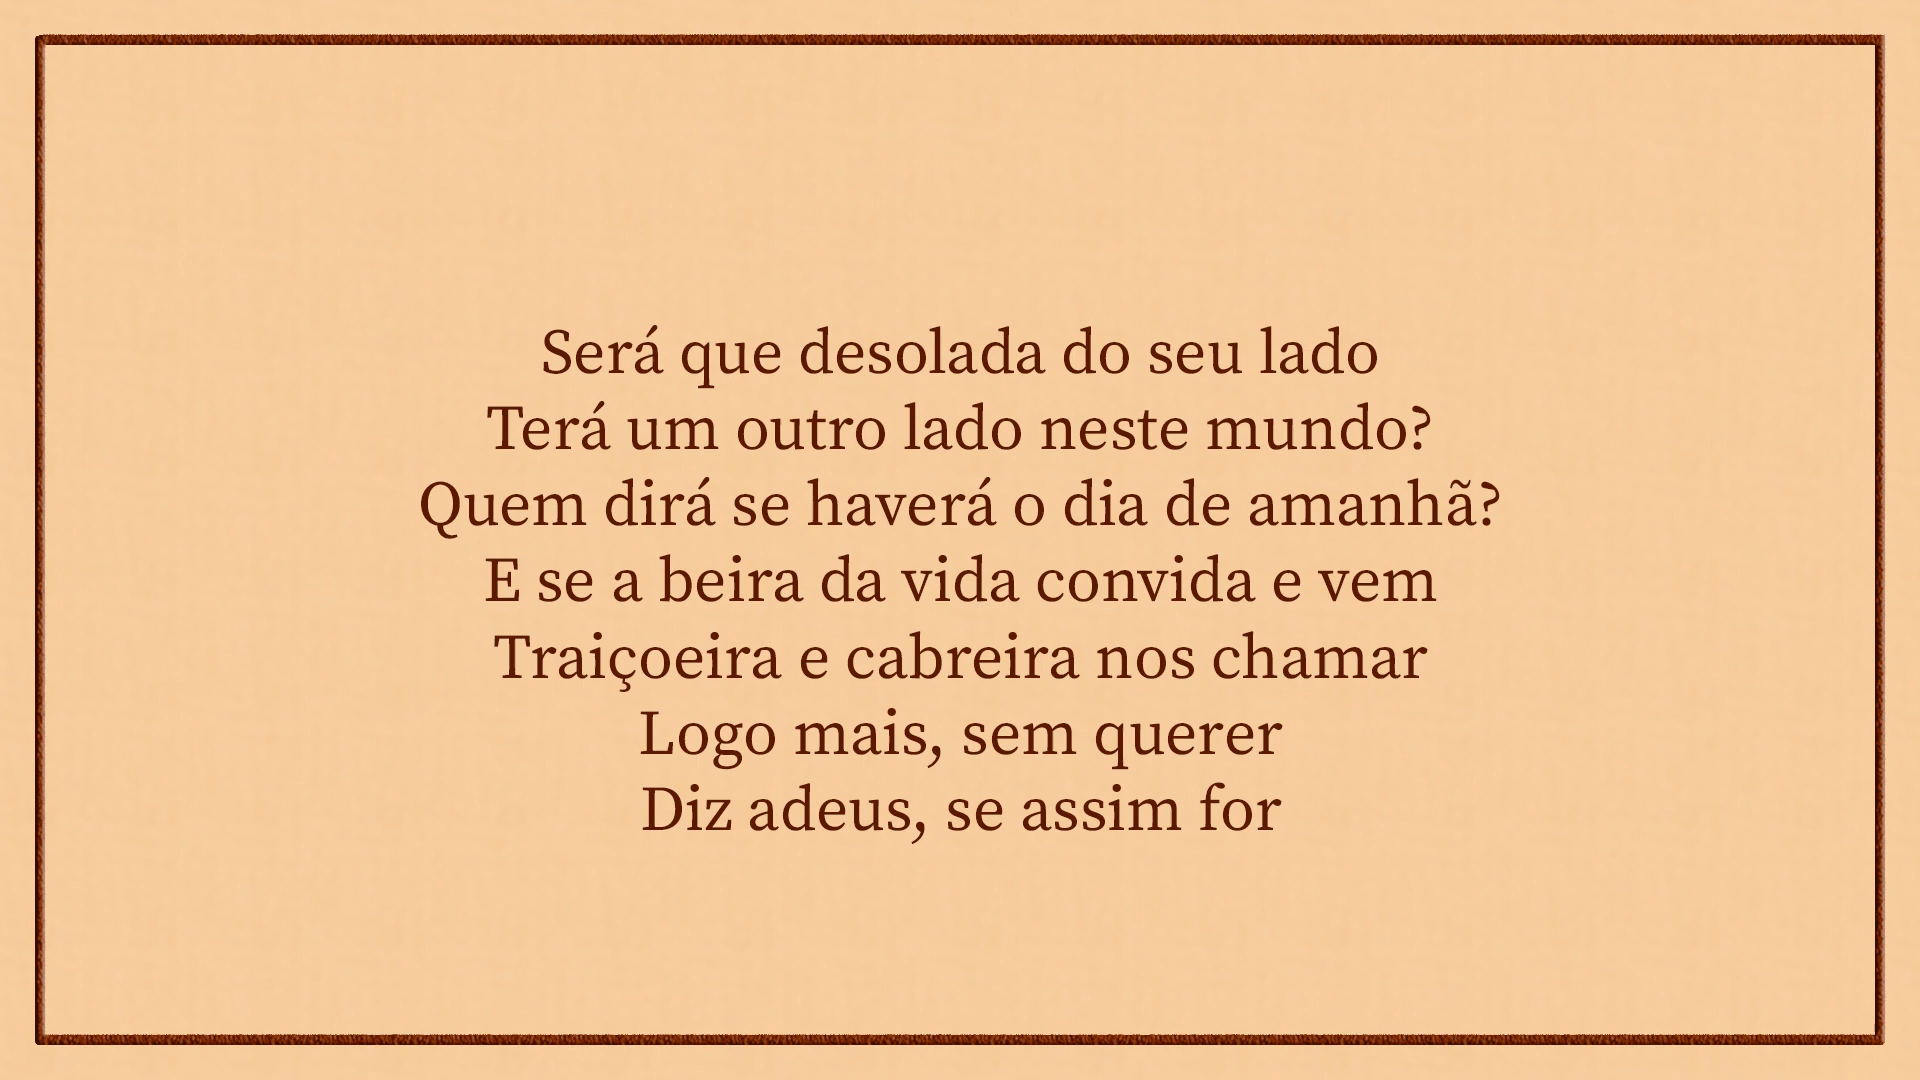 Será que desolada do seu lado
Terá um outro lado neste mundo?
Quem dirá se haverá o dia de amanhã?
E se a beira da vida convida e vem
Traiçoeira e cabreira nos chamar
Logo mais, sem querer
Diz adeus, se assim for